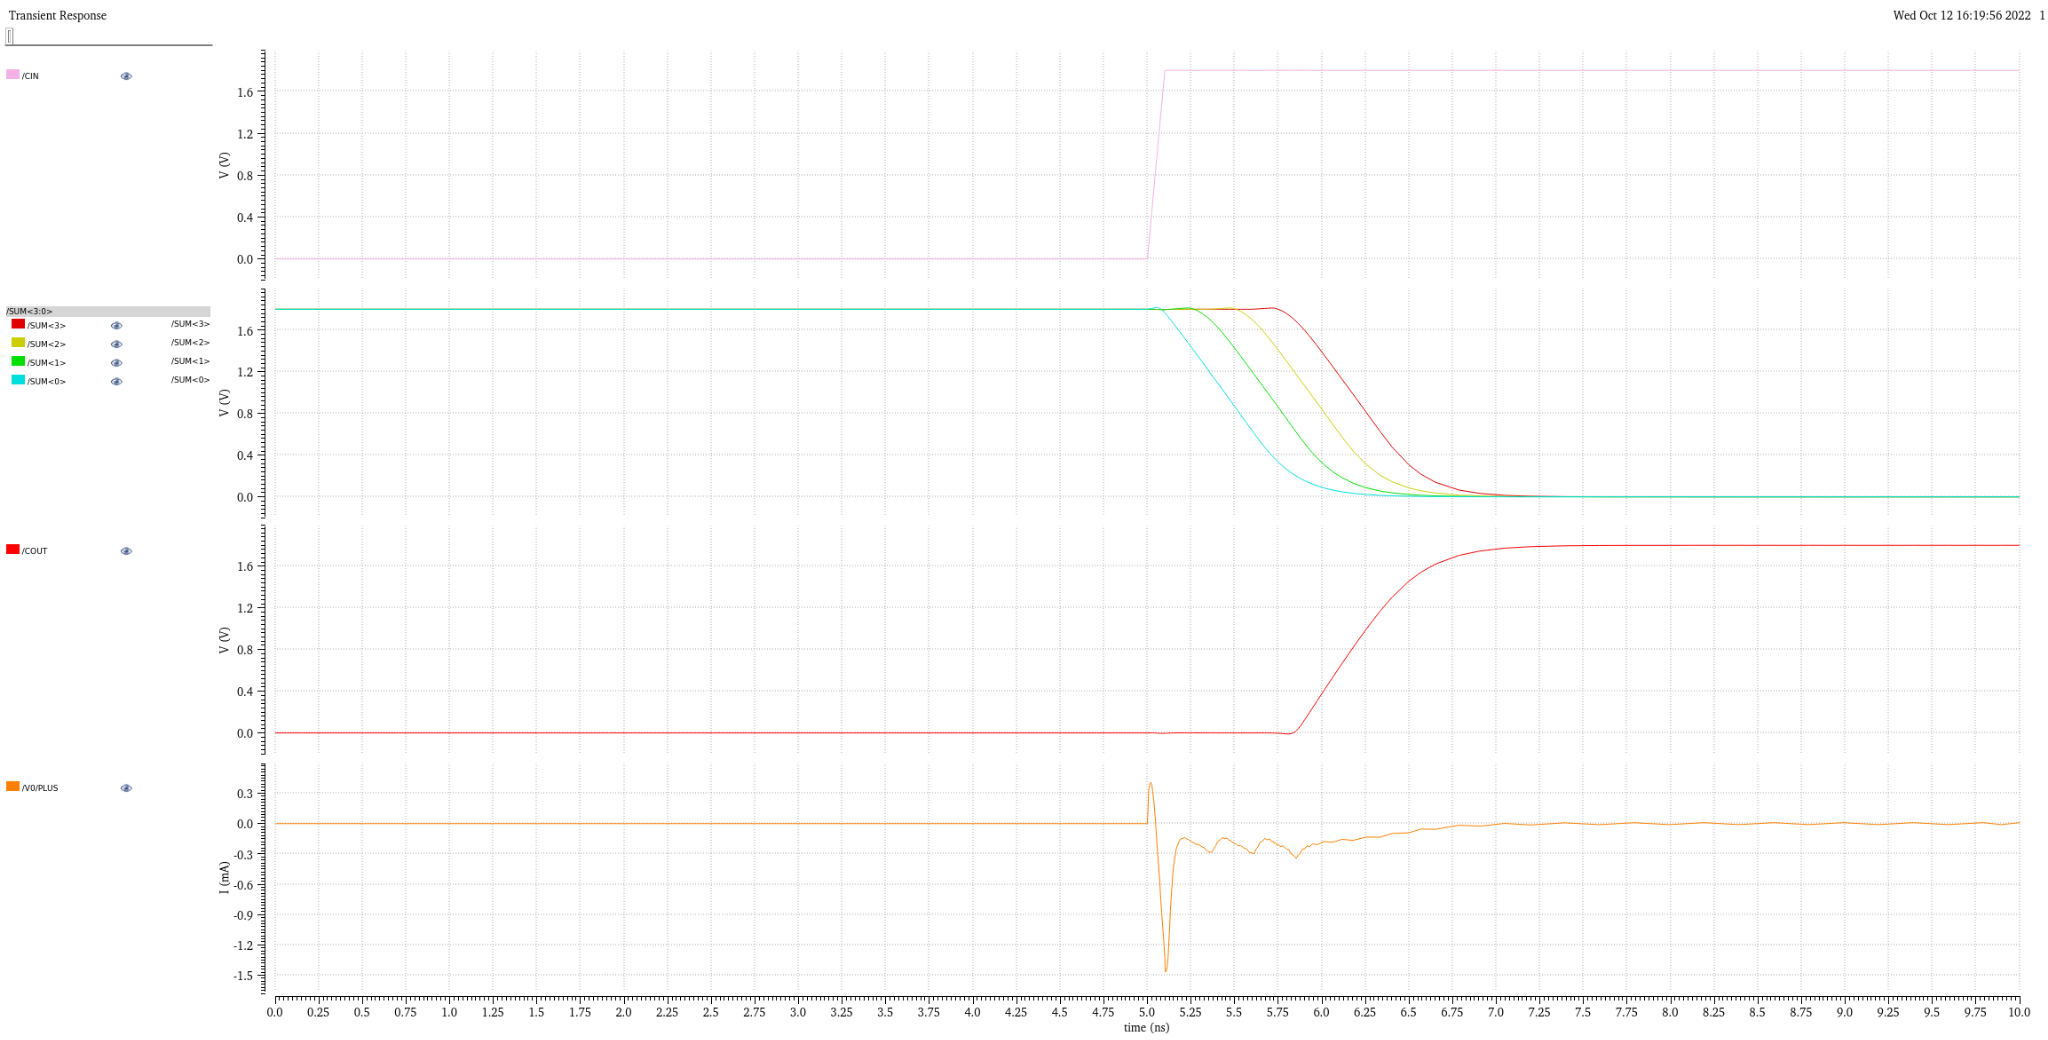 Transient Response
Wed Oct 12 16:19:56 2022 1
/CIN
1.6
1.2
0.8
0.4
0.0
V (V)
/SUM<3:0>
/SUM<3> /SUM<3>
/SUM<2> /SUM<2>
/SUM<1> /SUM<1>
/SUM<0> /SUM<0>
1.6
1.2
0.8
0.4
0.0
V (V)
/COUT
1.6
1.2
0.8
0.4
0.0
V (V)
/V0/PLUS
0.3
0.0
-0.3
-0.6
-0.9
-1.2
-1.5
I (mA)
0.0 0.25 0.5 0.75 1.0 1.25 1.5 1.75 2.0 2.25 2.5 2.75 3.0 3.25 3.5 3.75 4.0 4.25 4.5 4.75 5.0 5.25 5.5 5.75 6.0 6.25 6.5 6.75 7.0 7.25 7.5 7.75 8.0 8.25 8.5 8.75 9.0 9.25 9.5 9.75 10.0
time (ns)